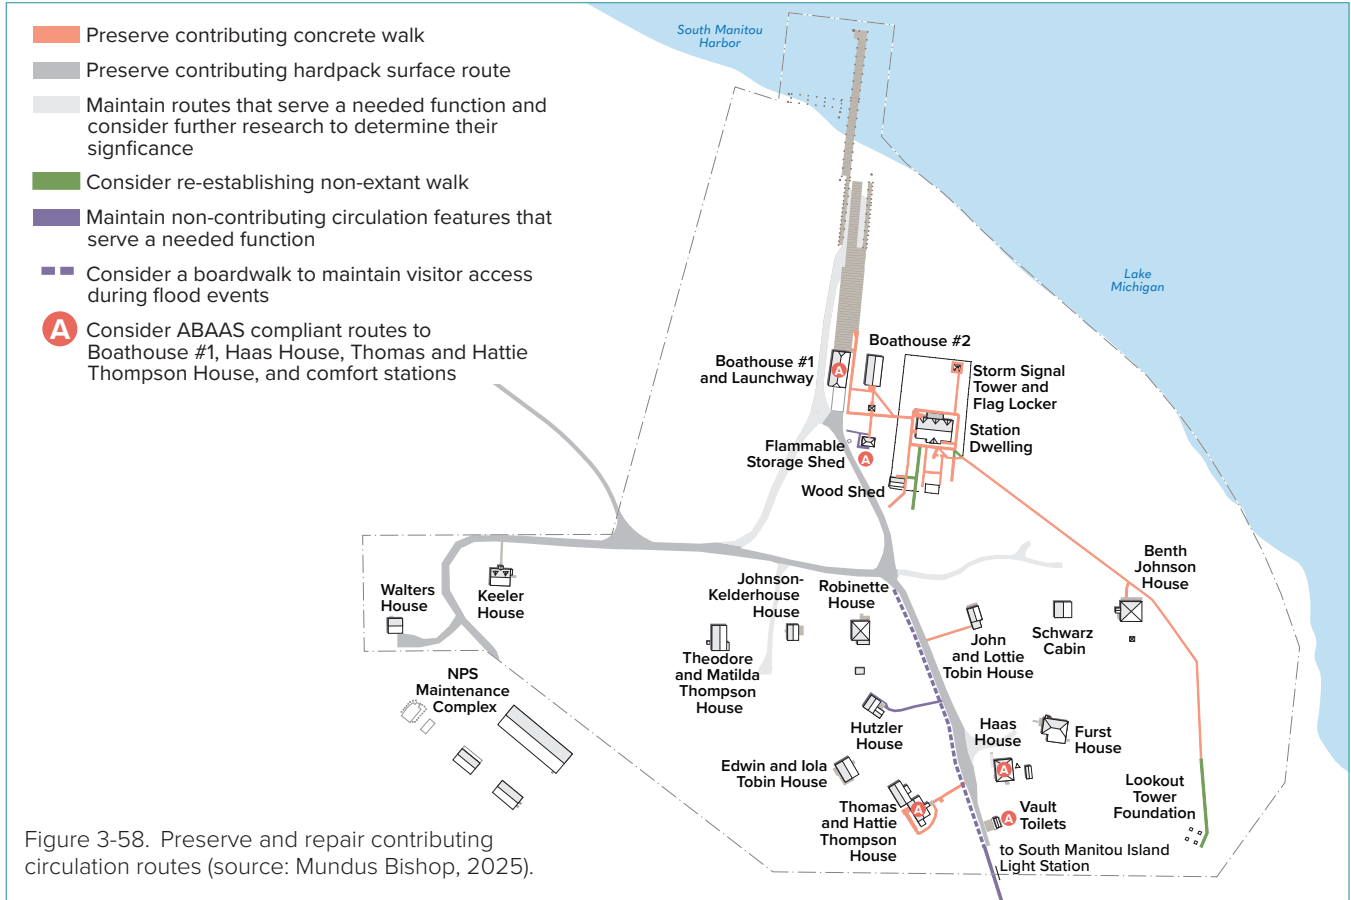 Preserve contributing concrete walk
Preserve contributing hardpack surface route
Maintain routes that serve a needed function and
consider further research to determine their
signficance
Consider re-establishing non-extant walk
Maintain non-contributing circulation features that
serve a needed function
Consider a boardwalk to maintain visitor access
during flood events
A
Consider ABAAS compliant routes to
Boathouse #1, Haas House, Thomas and Hattie
Thompson House, and comfort stations
South Manitou
Harbor
Lake
Michigan
Boathouse #2
Boathouse #1
and Launchway
A
Storm Signal
Tower and
Flag Locker
Station
Dwelling
Flammable
Storage Shed
A
Wood Shed
Benth
Johnson
House
Walters
House
Keeler
House
Johnson-
Kelderhouse
House
Robinette
House
John
and Lottie
Tobin House
Schwarz
Cabin
Theodore
and Matilda
Thompson
House
NPS
Maintenance
Complex
Hutzler
House
Haas
House
A
Furst
House
Edwin and Iola
Tobin House
Thomas
and Hattie
Thompson
House
A
Vault
Toilets
A
Lookout
Tower
Foundation
to South Manitou Island
Light Station
Figure 3-58. Preserve and repair contributing
circulation routes (source: Mundus Bishop, 2025).